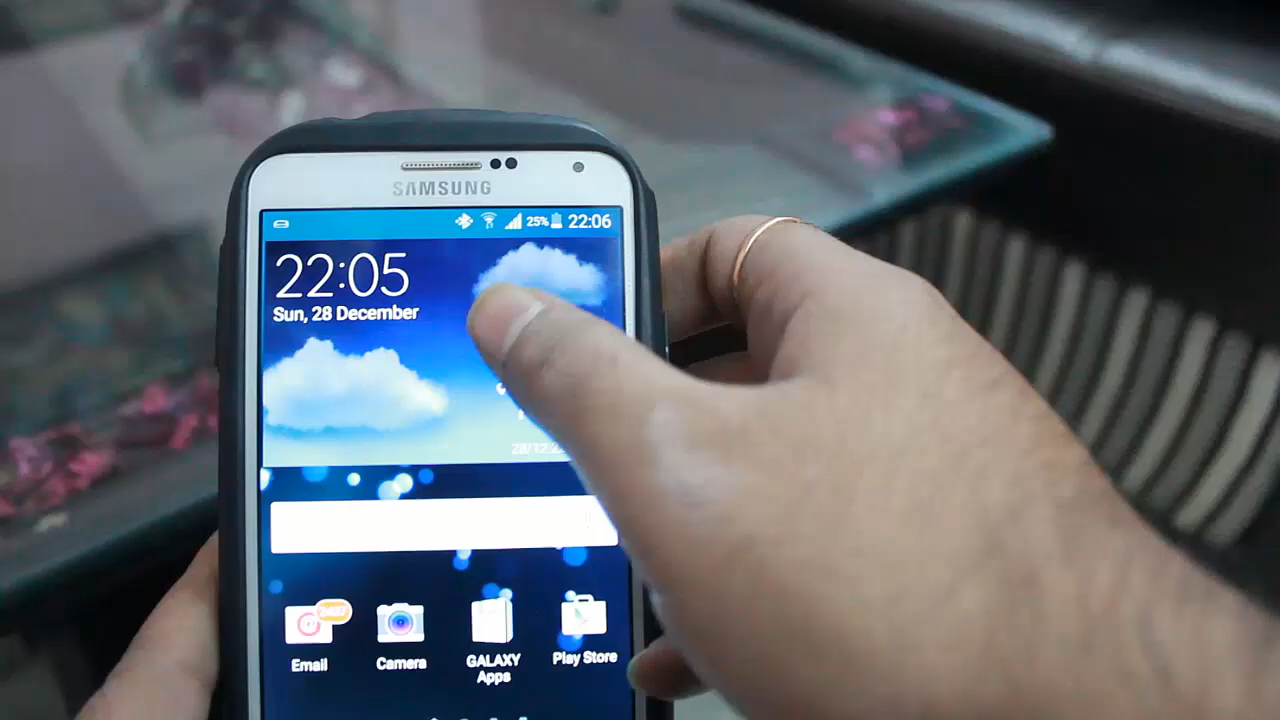 SAMSUNG
25% 22:06
22:05
Sun, 28 December
Email
Camera
GALAXY
Apps
Play Store